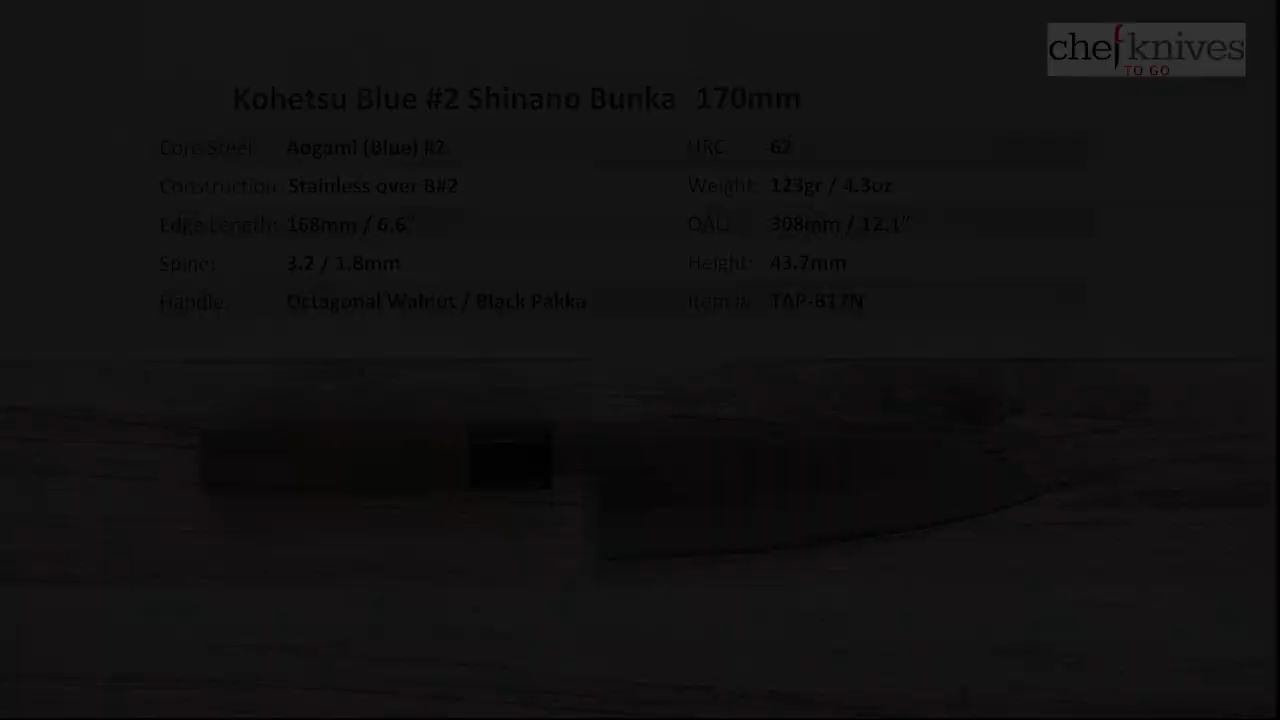 chefknives
TO GO
Kohetsu Blue #2 Shinano Bunka 170mm
Core Steel: Aogami (Blue) #2 HRC: 62
Construction: Stainless over B#2 Weight: 123gr / 4.3oz
Edge Length: 168mm / 6.6" OAL: 308mm / 12.1"
Spine: 3.2 / 1.8mm Height: 43.7mm
Handle: Octagonal Walnut / Black Pakka Item #: TAP-B17N